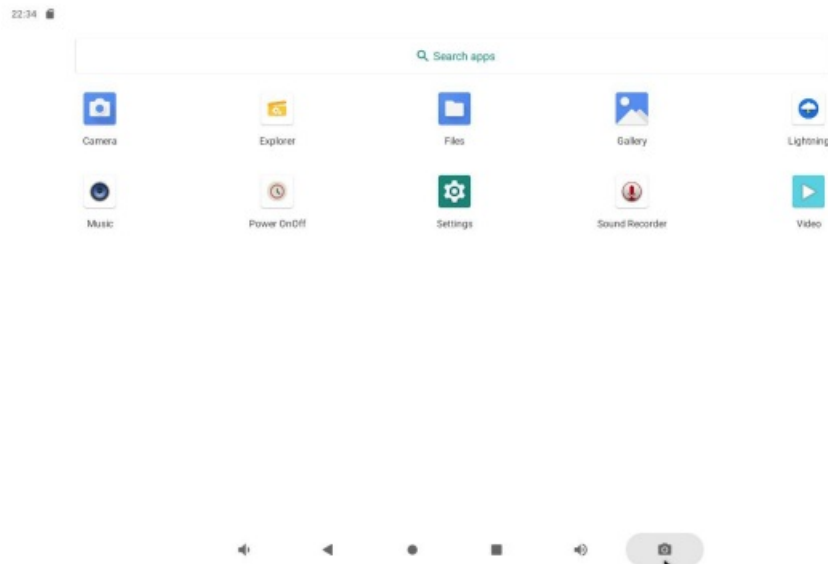 22:34
Search apps
Camera Explorer Files Gallery Lightning
Music Power OnOff Settings Sound Recorder Video